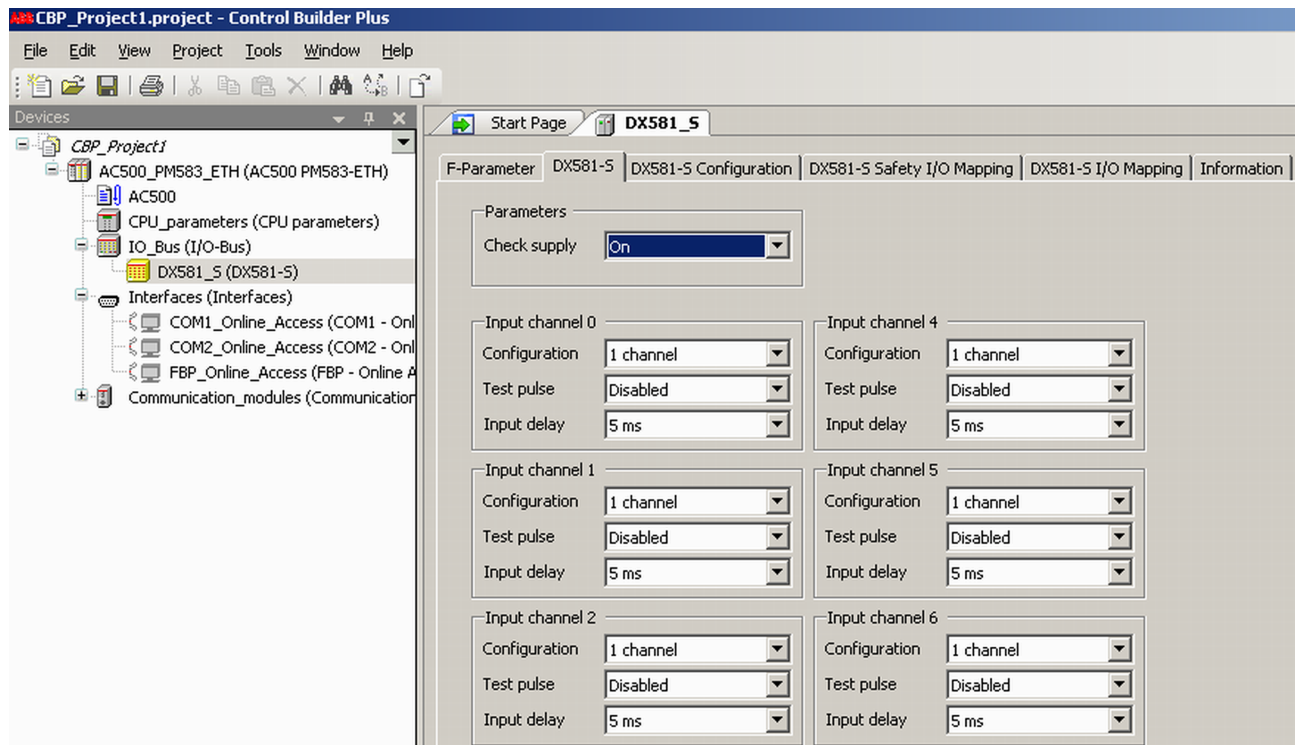 ABB CBP_Project1.project - Control Builder Plus
File Edit View Project Tools Window Help
Devices
CBP_Project1
AC500_PM583_ETH (AC500 PM583-ETH)
AC500
CPU_parameters (CPU parameters)
IO_Bus (I/O-Bus)
DX581_S (DX581-S)
Interfaces (Interfaces)
COM1_Online_Access (COM1 - Onl
COM2_Online_Access (COM2 - Onl
FBP_Online_Access (FBP - Online A
Communication_modules (Communication
Start Page DX581_S
F-Parameter DX581-S DX581-S Configuration DX581-S Safety I/O Mapping DX581-S I/O Mapping Information
Parameters
Check supply On
Input channel 0
Configuration 1 channel
Test pulse Disabled
Input delay 5 ms
Input channel 4
Configuration 1 channel
Test pulse Disabled
Input delay 5 ms
Input channel 1
Configuration 1 channel
Test pulse Disabled
Input delay 5 ms
Input channel 5
Configuration 1 channel
Test pulse Disabled
Input delay 5 ms
Input channel 2
Configuration 1 channel
Test pulse Disabled
Input delay 5 ms
Input channel 6
Configuration 1 channel
Test pulse Disabled
Input delay 5 ms